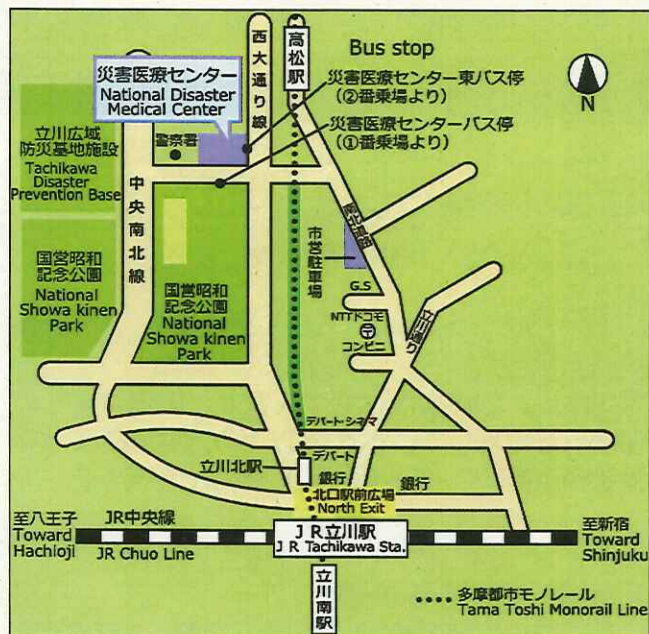 西大通り線
高松駅
Bus stop
災害医療センター
National Disaster
Medical Center
災害医療センター東バス停
(②番乗場より)
災害医療センターバス停
(①番乗場より)
N
立川広域
防災基地施設
Tachikawa
Disaster
Prevention Base
警察署
中央南北線
国営昭和
記念公園
National
Showa kinen
Park
国営昭和
記念公園
National
Showa kinen
Park
市営駐車場
G.S
NTTドコモ
〒
コンビニ
立川通り
デパート・シネマ
デパート
立川北駅
銀行
銀行
北口駅前広場
North Exit
至八王子
Toward
Hachioji
JR中央線
JR Chuo Line
JR立川駅
JR Tachikawa Sta.
至新宿
Toward
Shinjuku
立川南駅
多摩都市モノレール
Tama Toshi Monorail Line